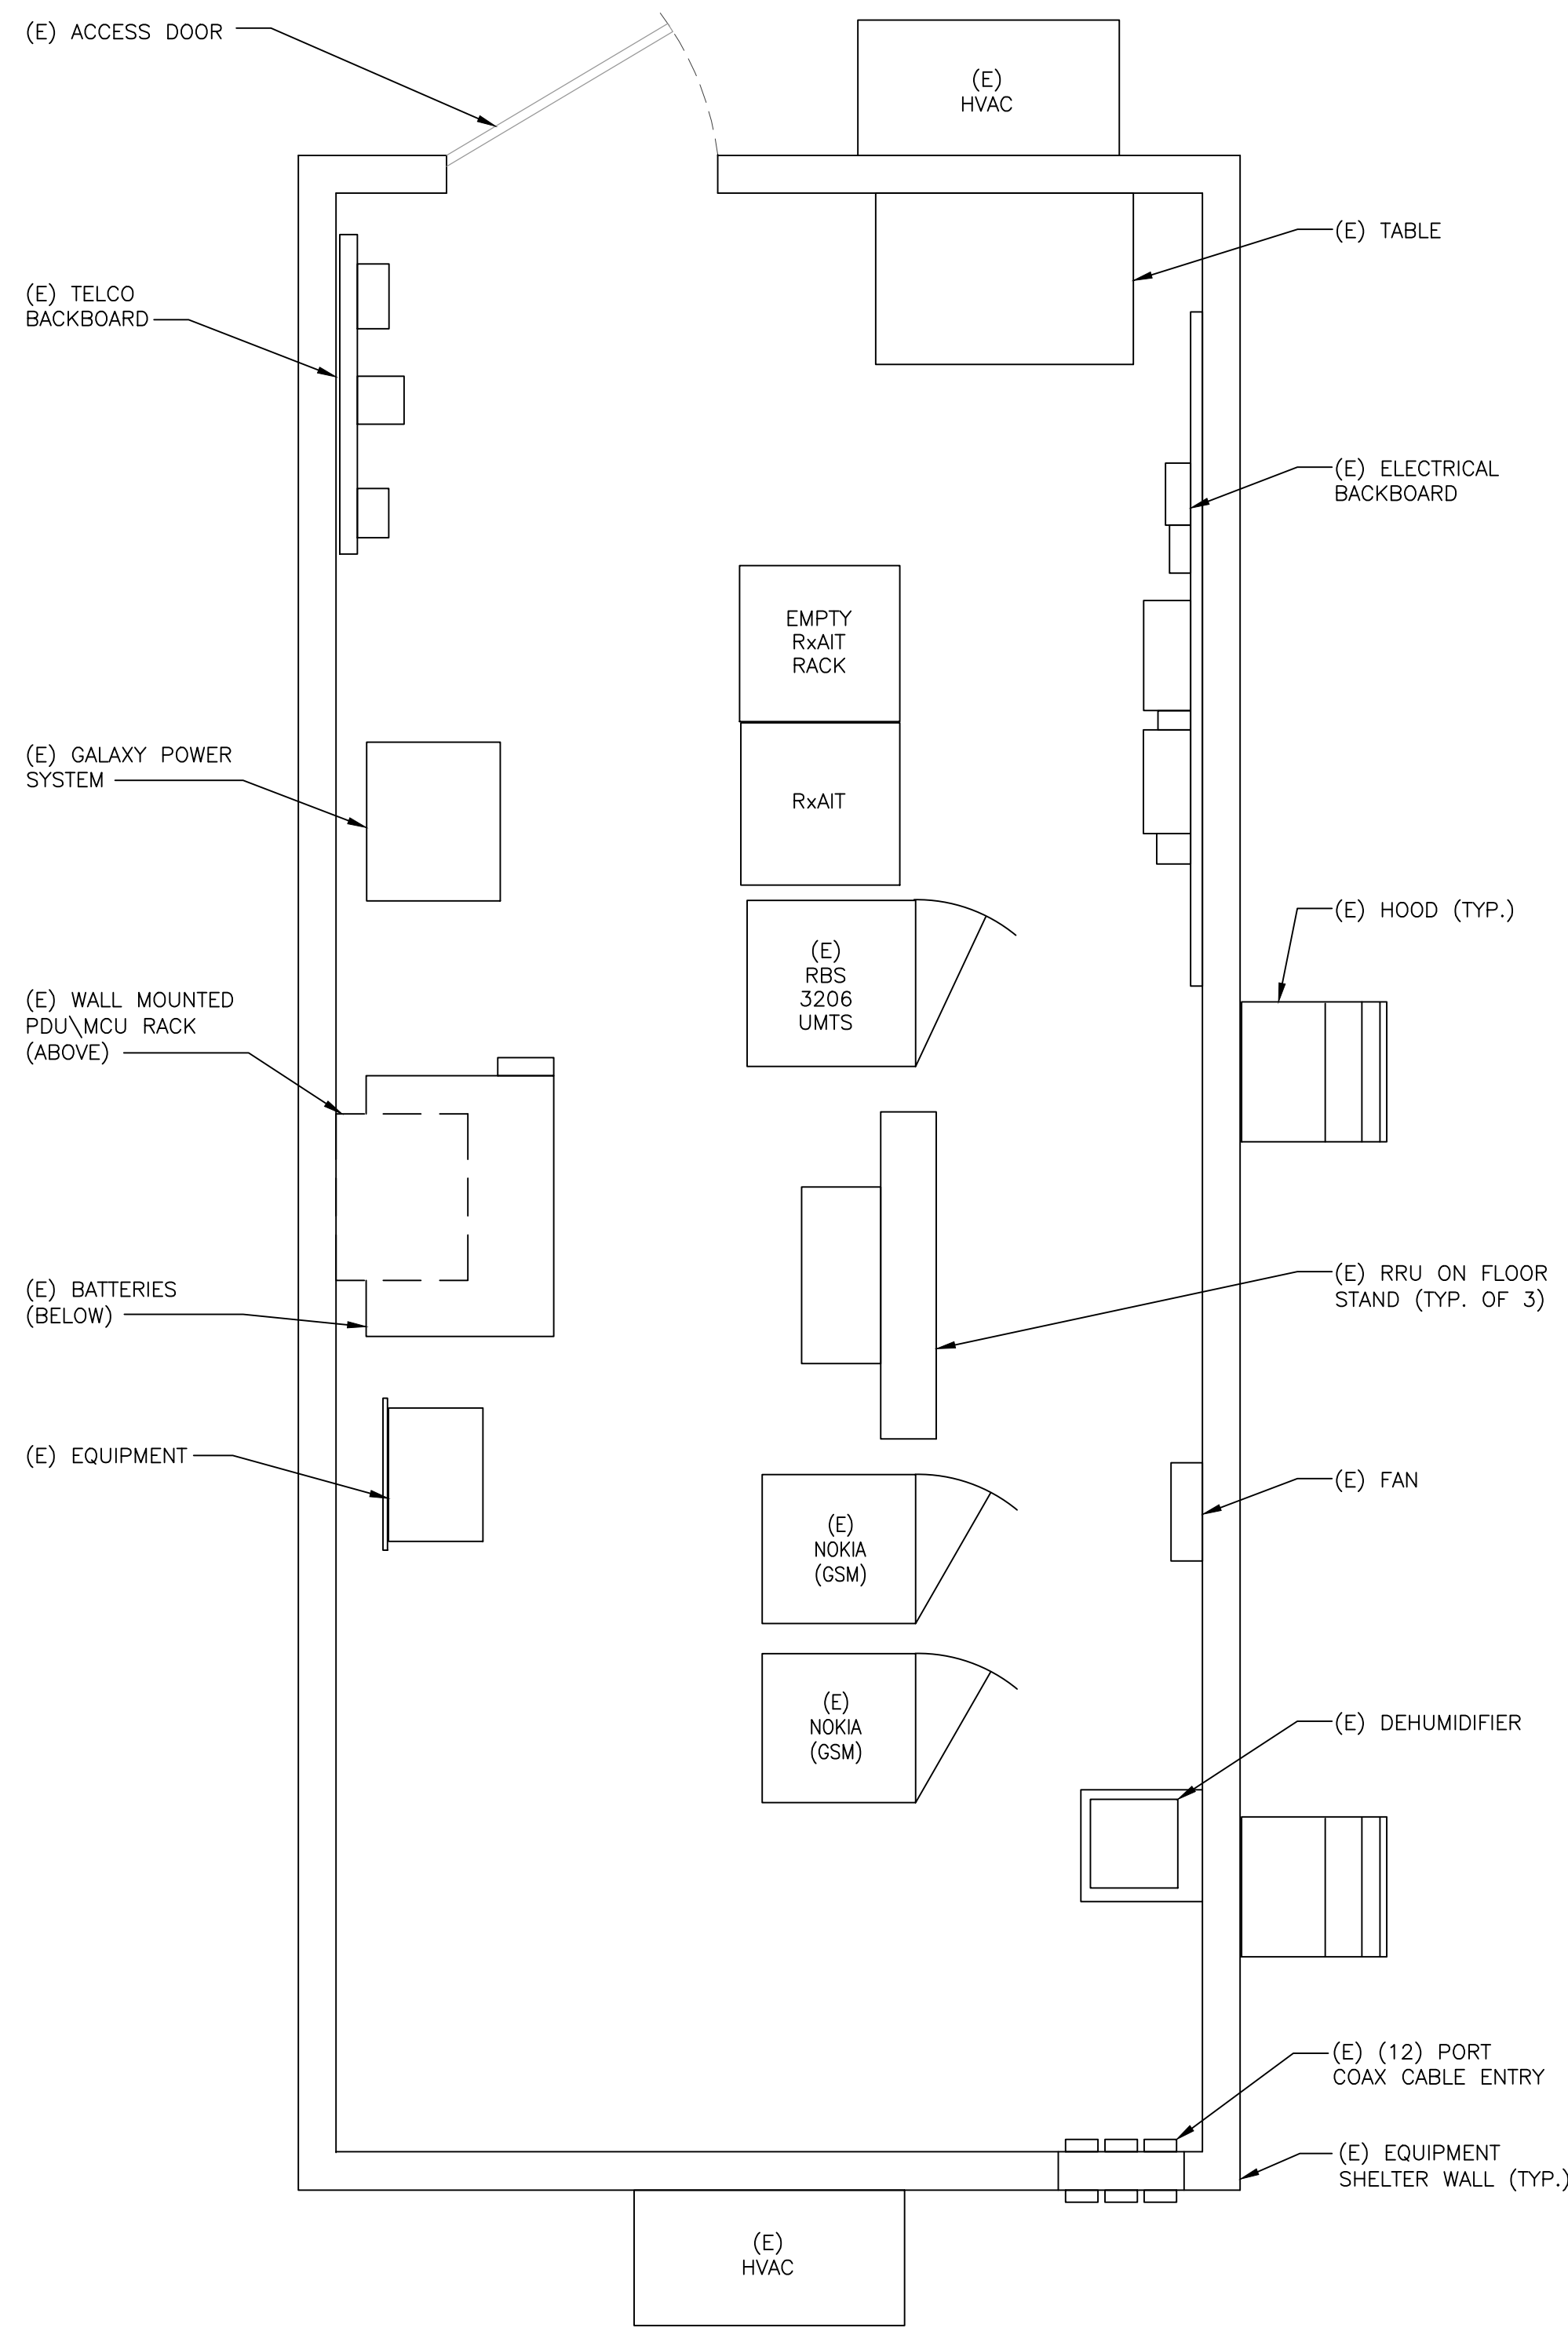 (E) ACCESS DOOR
(E)
HVAC
(E) TABLE
(E) TELCO
BACKBOARD
(E) ELECTRICAL
BACKBOARD
EMPTY
RxAIT
RACK
(E) GALAXY POWER
SYSTEM
RxAIT
(E) HOOD (TYP.)
(E)
RBS
3206
UMTS
(E) WALL MOUNTED
PDU\MCU RACK
(ABOVE)
(E) BATTERIES
(BELOW)
(E) RRU ON FLOOR
STAND (TYP. OF 3)
(E) EQUIPMENT
(E) FAN
(E)
NOKIA
(GSM)
(E)
NOKIA
(GSM)
(E) DEHUMIDIFIER
(E) (12) PORT
COAX CABLE ENTRY
(E) EQUIPMENT
SHELTER WALL (TYP.)
(E)
HVAC